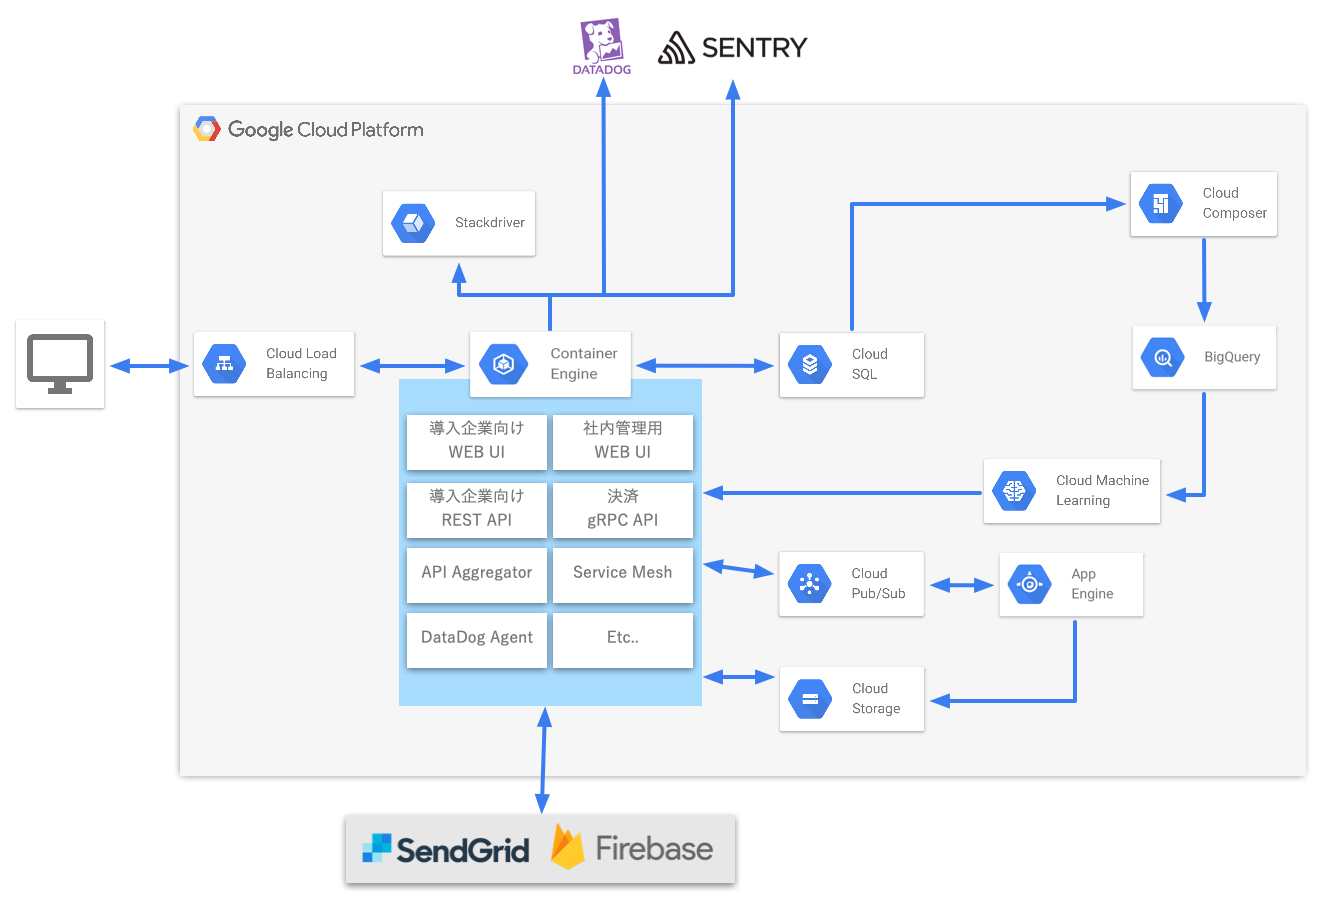 DATADOG
SENTRY
Google Cloud Platform
Stackdriver
Cloud
Composer
Cloud Load
Balancing
Container
Engine
Cloud
SQL
BigQuery
導入企業向け
WEB UI
社内管理用
WEB UI
導入企業向け
REST API
決済
gRPC API
Cloud Machine
Learning
API Aggregator
Service Mesh
Cloud
Pub/Sub
App
Engine
DataDog Agent
Etc..
Cloud
Storage
SendGrid
Firebase